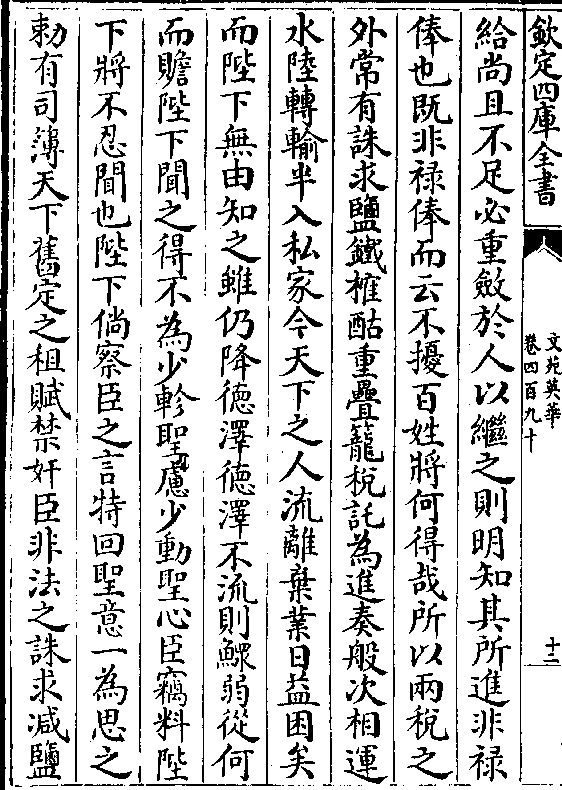 欽定四庫全書
文苑英華
卷四百九十
十二
給尚且不足必重斂於人以繼之則明知其所進非祿
俸也既非祿俸而云不擾百姓將何得哉所以兩稅之
外常有誅求鹽鐵榷酤重疊籠稅託為進奏般次相運
水陸轉輸半入私家今天下之人流離棄業日益困矣
而陛下無由知之雖仍降德澤德澤不流則鰥弱從何
而贍陛下聞之得不為少軫聖慮少動聖心臣竊料陛
下將不忍聞也陛下倘察臣之言特回聖意一為思之
勅有司簿天下舊定之租賦禁奸臣非法之誅求減鹽